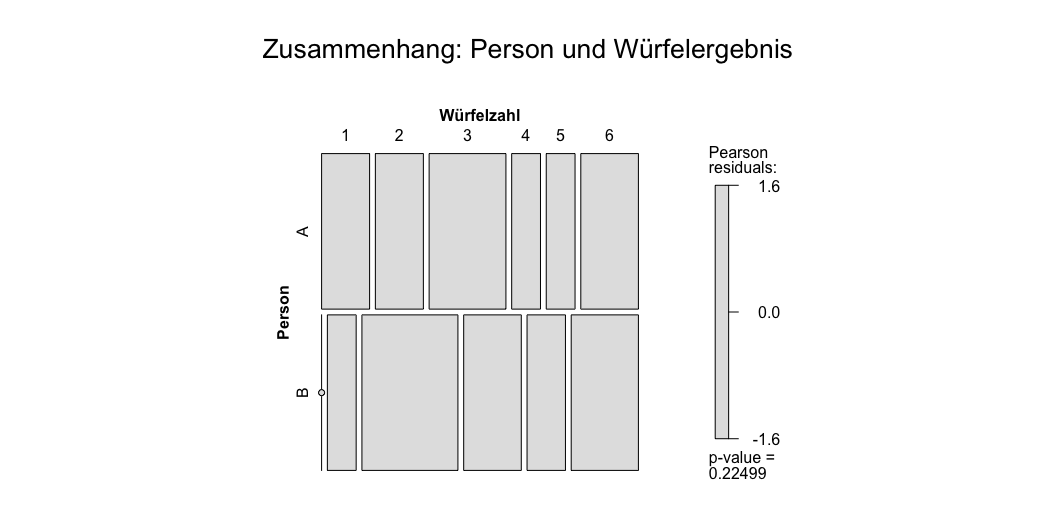 Zusammenhang: Person und Würfelergebnis
Würfelzahl
1 2 3 4 5 6
Person
A
B
Pearson
residuals:
1.6
0.0
-1.6
p-value =
0.22499